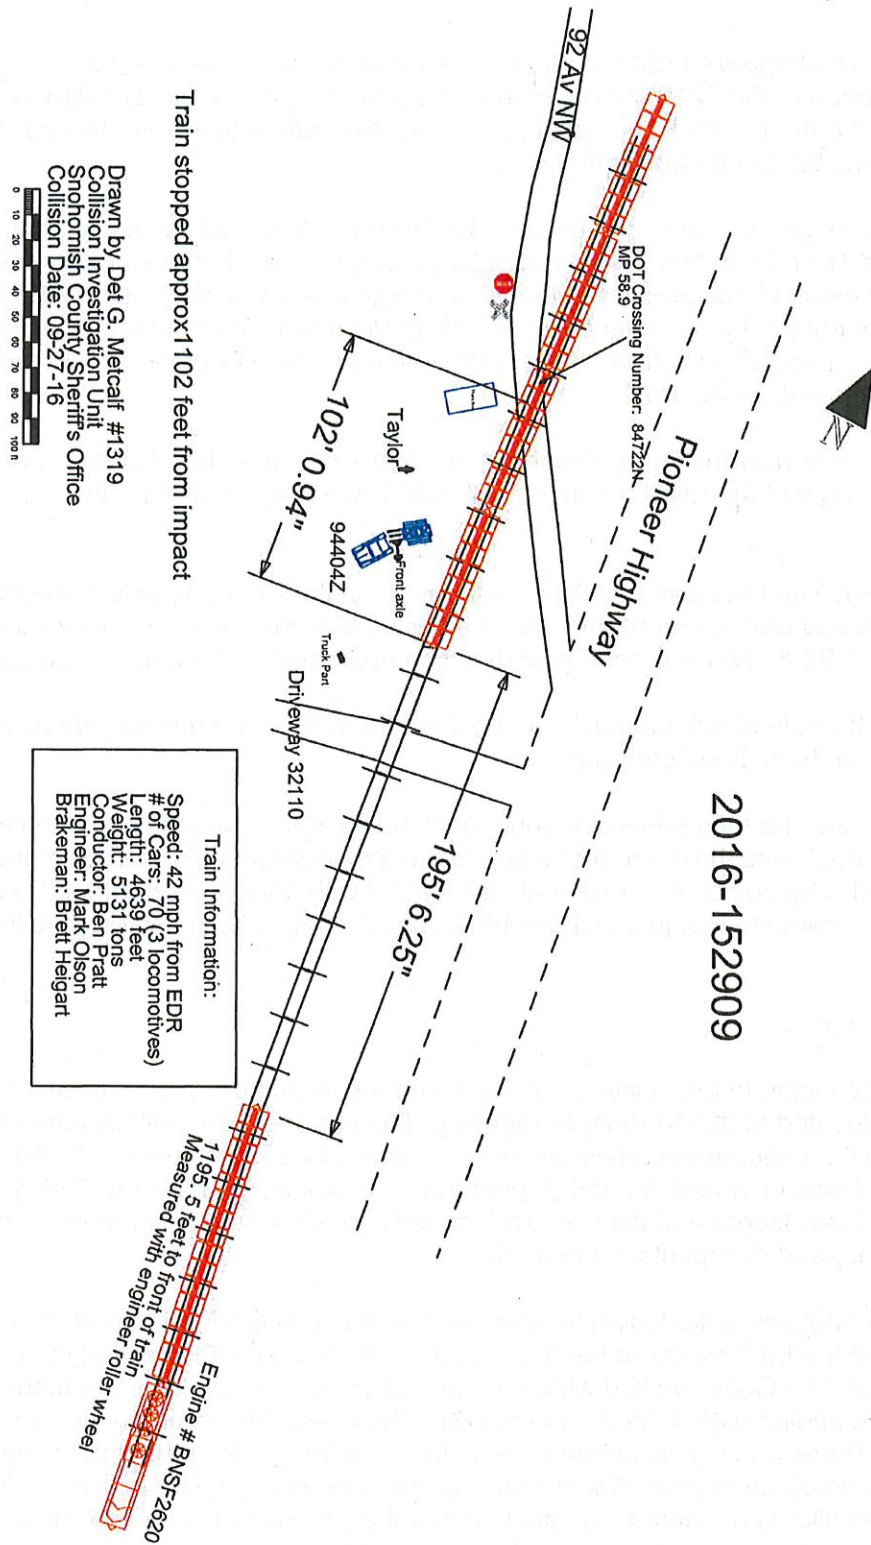 2016-152909
92 Av NW
DOT Crossing Number: 84722N
MP 58.9
Pioneer Highway
Taylor
102' 0.94"
94404Z
Front axle
Truck Part
Driveway 32110
195' 6.25"
Train stopped approx1102 feet from impact
Drawn by Det G. Metcalf #1319
Collision Investigation Unit
Snohomish County Sheriff's Office
Collision Date: 09-27-16
0 10 20 30 40 50 60 70 80 90 100 ft
Train Information:
Speed: 42 mph from EDR
# of Cars: 70 (3 locomotives)
Length: 4639 feet
Weight: 5131 tons
Condutor: Ben Pratt
Engineer: Mark Olson
Brakeman: Brett Heigart
1195. 5 feet to front of train
Measured with engineer roller wheel
Engine # BNSF2620
N